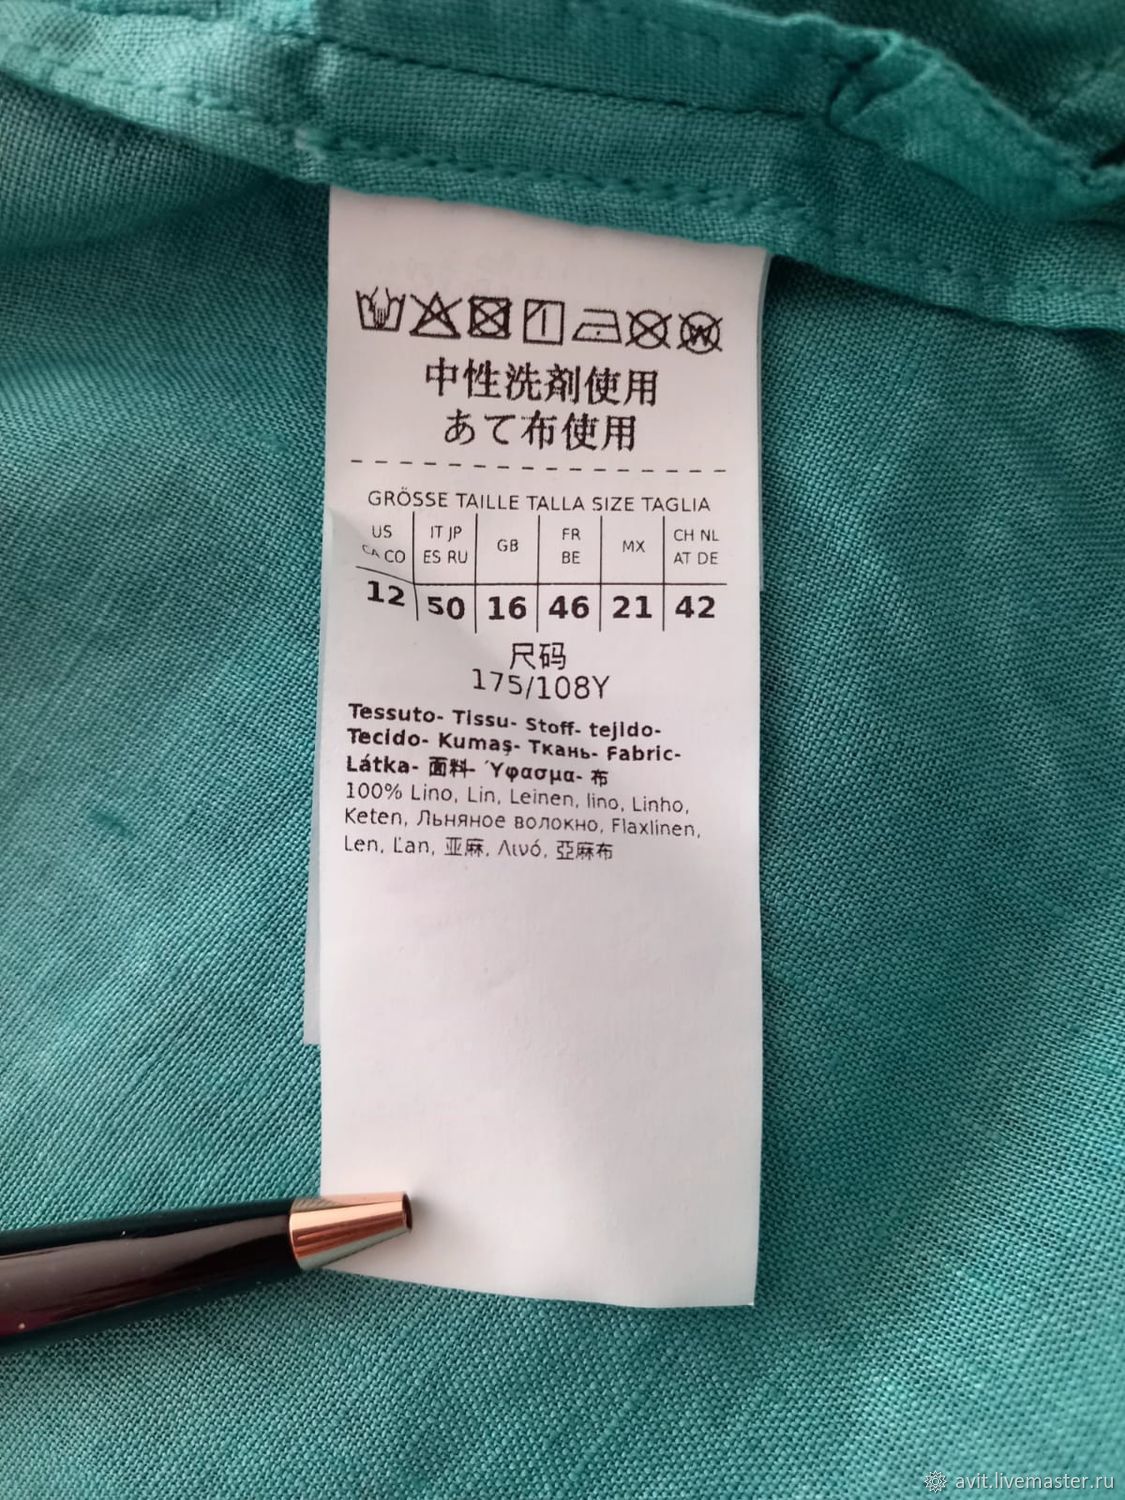 中性洗剤使用
あて布使用
GRÖSSE TAILLE TALLA SIZE TAGLIA
US CA CO | IT JP ES RU | GB | FR BE | MX | CH NL AT DE
12 | 50 | 16 | 46 | 21 | 42
尺码
175/108Y
Tessuto- Tissu- Stoff- tejido-
Tecido- Kumaş- Ткань- Fabric-
Látka- 面料- Ύφασμα- 布
100% Lino, Lin, Leinen, lino, Linho,
Keten, Льняное волокно, Flaxlinen,
Len, Ľan, 亚麻, Λινό, 亞麻布
avit.livemaster.ru